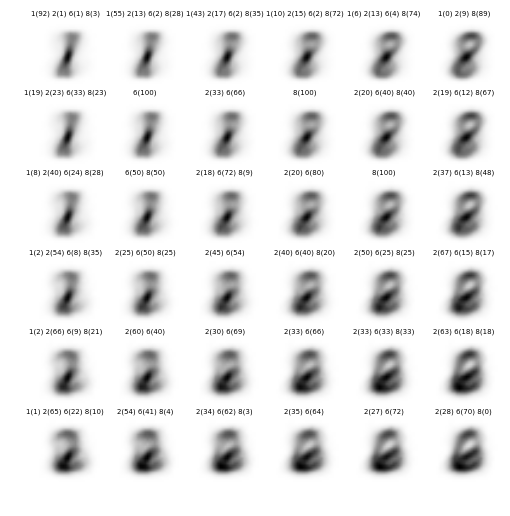 1(92) 2(1) 6(1) 8(3) 1(55) 2(13) 6(2) 8(28) 1(43) 2(17) 6(2) 8(35) 1(10) 2(15) 6(2) 8(72) 1(6) 2(13) 6(4) 8(74) 1(0) 2(9) 8(89)
1(19) 2(23) 6(33) 8(23) 6(100) 2(33) 6(66) 8(100) 2(20) 6(40) 8(40) 2(19) 6(12) 8(67)
1(8) 2(40) 6(24) 8(28) 6(50) 8(50) 2(18) 6(72) 8(9) 2(20) 6(80) 8(100) 2(37) 6(13) 8(48)
1(2) 2(54) 6(8) 8(35) 2(25) 6(50) 8(25) 2(45) 6(54) 2(40) 6(40) 8(20) 2(50) 6(25) 8(25) 2(67) 6(15) 8(17)
1(2) 2(66) 6(9) 8(21) 2(60) 6(40) 2(30) 6(69) 2(33) 6(66) 2(33) 6(33) 8(33) 2(63) 6(18) 8(18)
1(1) 2(65) 6(22) 8(10) 2(54) 6(41) 8(4) 2(34) 6(62) 8(3) 2(35) 6(64) 2(27) 6(72) 2(28) 6(70) 8(0)